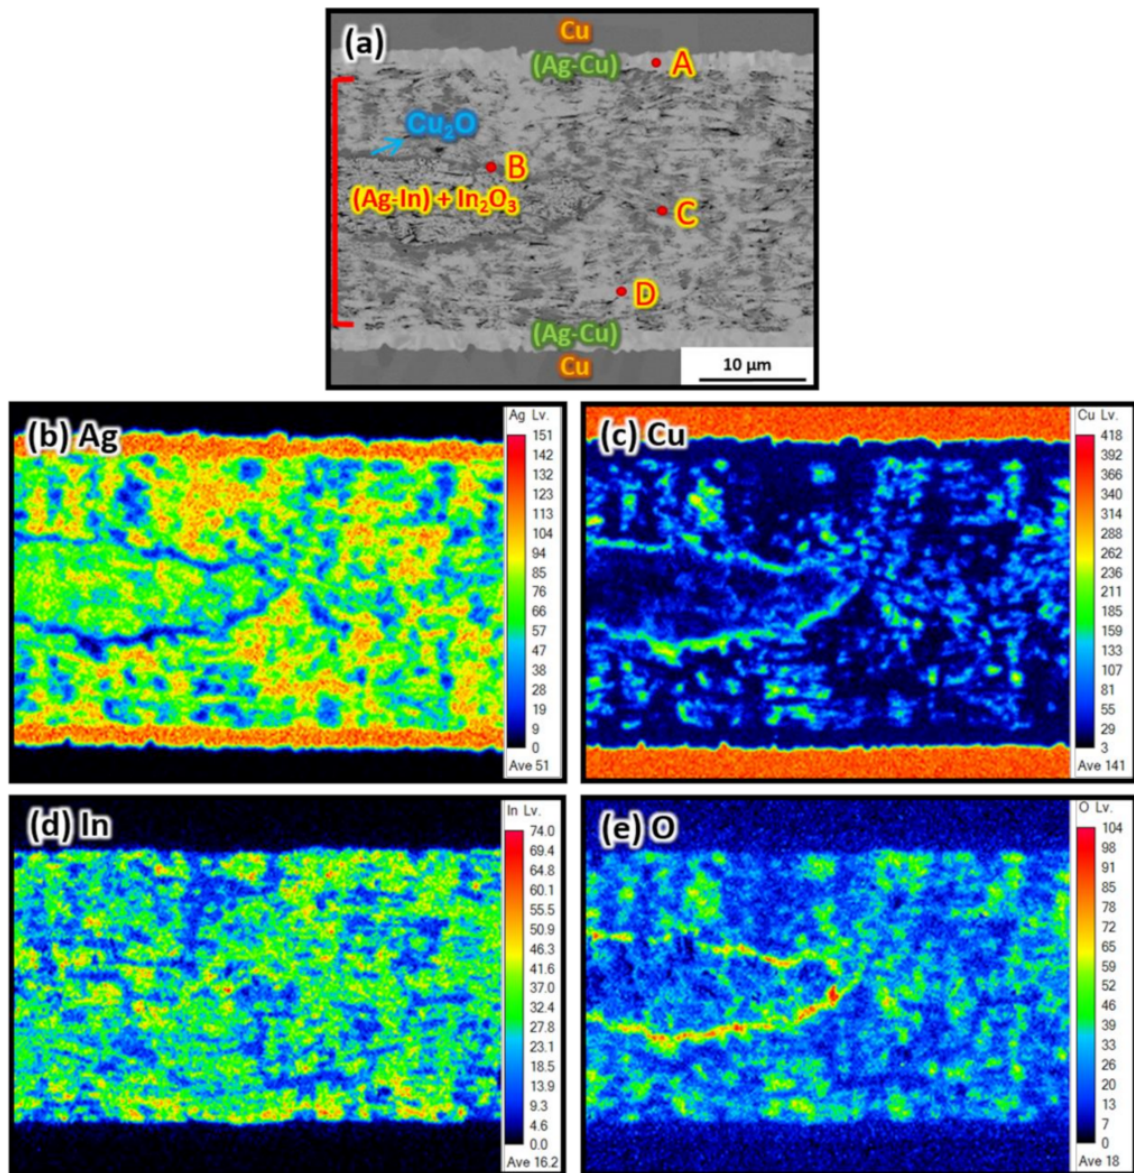 (a)
Cu
(Ag-Cu)
A
Cu₂O
B
(Ag-In) + In₂O₃
C
D
(Ag-Cu)
Cu
10 µm
(b) Ag
Ag Lv.
151
142
132
123
113
104
94
85
76
66
57
47
38
28
19
9
0
Ave 51
(c) Cu
Cu Lv.
418
392
366
340
314
288
262
236
211
185
159
133
107
81
55
29
3
Ave 141
(d) In
In Lv.
74.0
69.4
64.8
60.1
55.5
50.9
46.3
41.6
37.0
32.4
27.8
23.1
18.5
13.9
9.3
4.6
0.0
Ave 16.2
(e) O
O Lv.
104
98
91
85
78
72
65
59
52
46
39
33
26
20
13
7
0
Ave 18